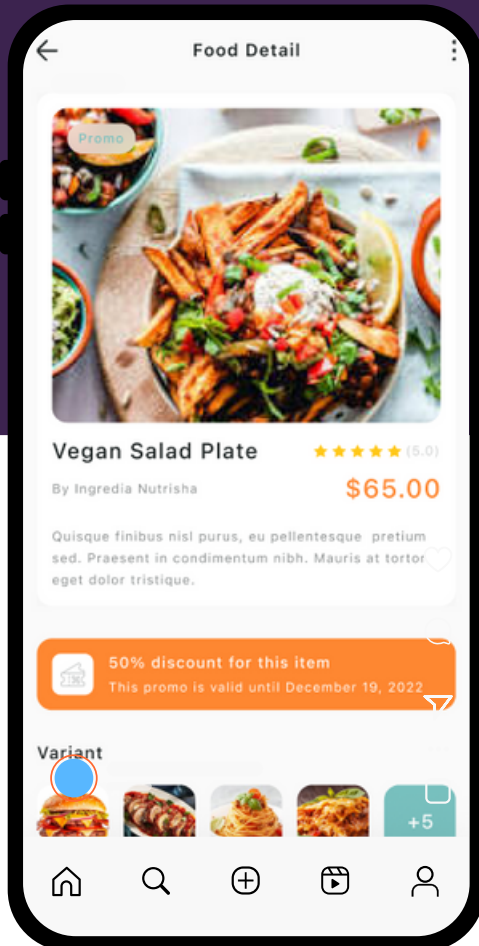 Food Detail
Promo
Vegan Salad Plate
(5.0)
By Ingredia Nutrisha
$65.00
Quisque finibus nisl purus, eu pellentesque pretium
sed. Praesent in condimentum nibh. Mauris at tortor
eget dolor tristique.
50% discount for this item
This promo is valid until December 19, 2022
Variant
+5